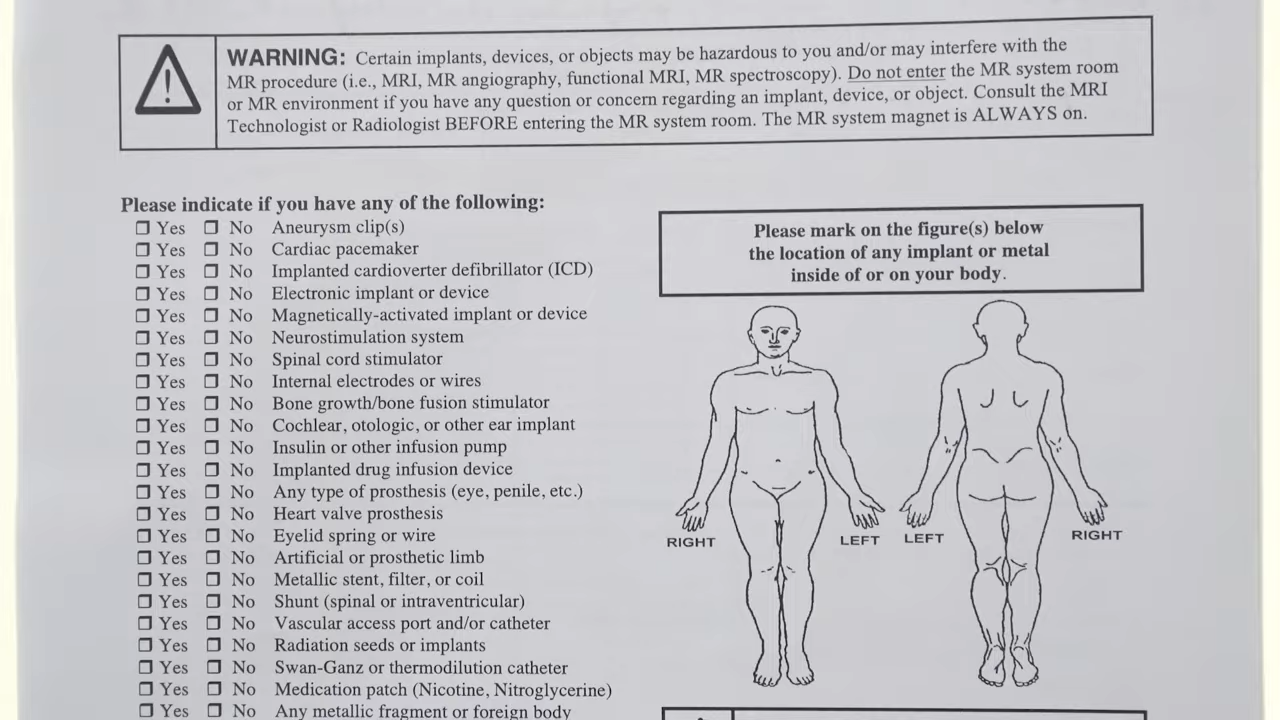 WARNING: Certain implants, devices, or objects may be hazardous to you and/or may interfere with the
MR procedure (i.e., MRI, MR angiography, functional MRI, MR spectroscopy). Do not enter the MR system room
or MR environment if you have any question or concern regarding an implant, device, or object. Consult the MRI
Technologist or Radiologist BEFORE entering the MR system room. The MR system magnet is ALWAYS on.
Please indicate if you have any of the following:
Yes No Aneurysm clip(s)
Yes No Cardiac pacemaker
Yes No Implanted cardioverter defibrillator (ICD)
Yes No Electronic implant or device
Yes No Magnetically-activated implant or device
Yes No Neurostimulation system
Yes No Spinal cord stimulator
Yes No Internal electrodes or wires
Yes No Bone growth/bone fusion stimulator
Yes No Cochlear, otologic, or other ear implant
Yes No Insulin or other infusion pump
Yes No Implanted drug infusion device
Yes No Any type of prosthesis (eye, penile, etc.)
Yes No Heart valve prosthesis
Yes No Eyelid spring or wire
Yes No Artificial or prosthetic limb
Yes No Metallic stent, filter, or coil
Yes No Shunt (spinal or intraventricular)
Yes No Vascular access port and/or catheter
Yes No Radiation seeds or implants
Yes No Swan-Ganz or thermodilution catheter
Yes No Medication patch (Nicotine, Nitroglycerine)
Yes No Any metallic fragment or foreign body
Please mark on the figure(s) below
the location of any implant or metal
inside of or on your body.
RIGHT LEFT LEFT RIGHT